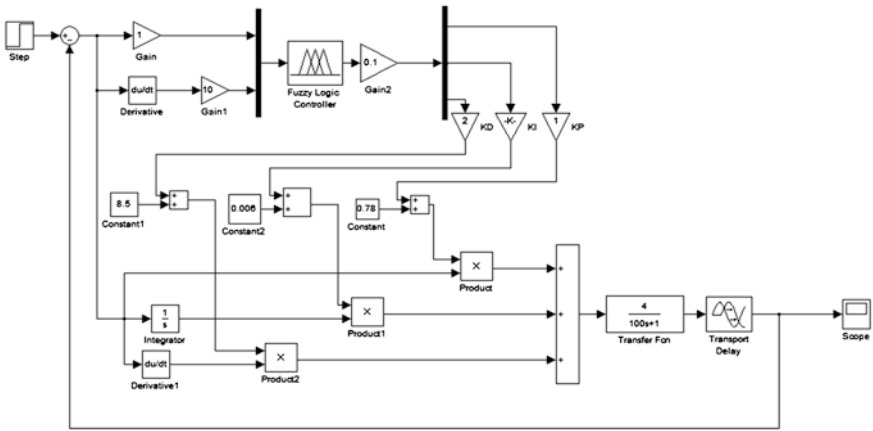 Step
+
-
1
Gain
du/dt
Derivative
10
Gain1
Fuzzy Logic
Controller
0.1
Gain2
2
KD
-K-
KI
1
KP
8.5
Constant1
+
+
0.006
Constant2
+
+
0.78
Constant
+
+
×
Product
1
s
Integrator
×
Product1
du/dt
Derivative1
×
Product2
+
+
+
4
100s+1
Transfer Fcn
Transport
Delay
Scope